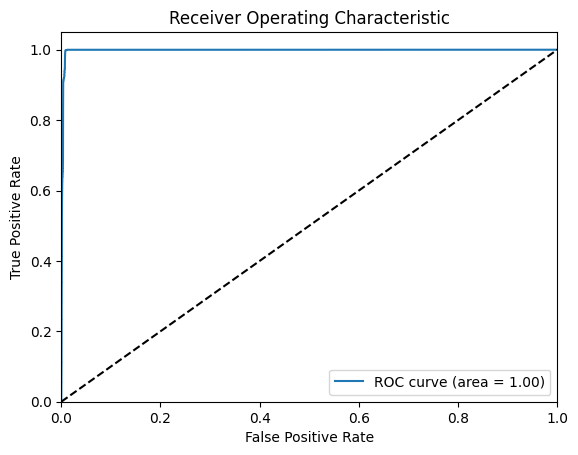 Receiver Operating Characteristic
1.0
0.8
0.6
0.4
0.2
0.0
True Positive Rate
ROC curve (area = 1.00)
0.0 0.2 0.4 0.6 0.8 1.0
False Positive Rate